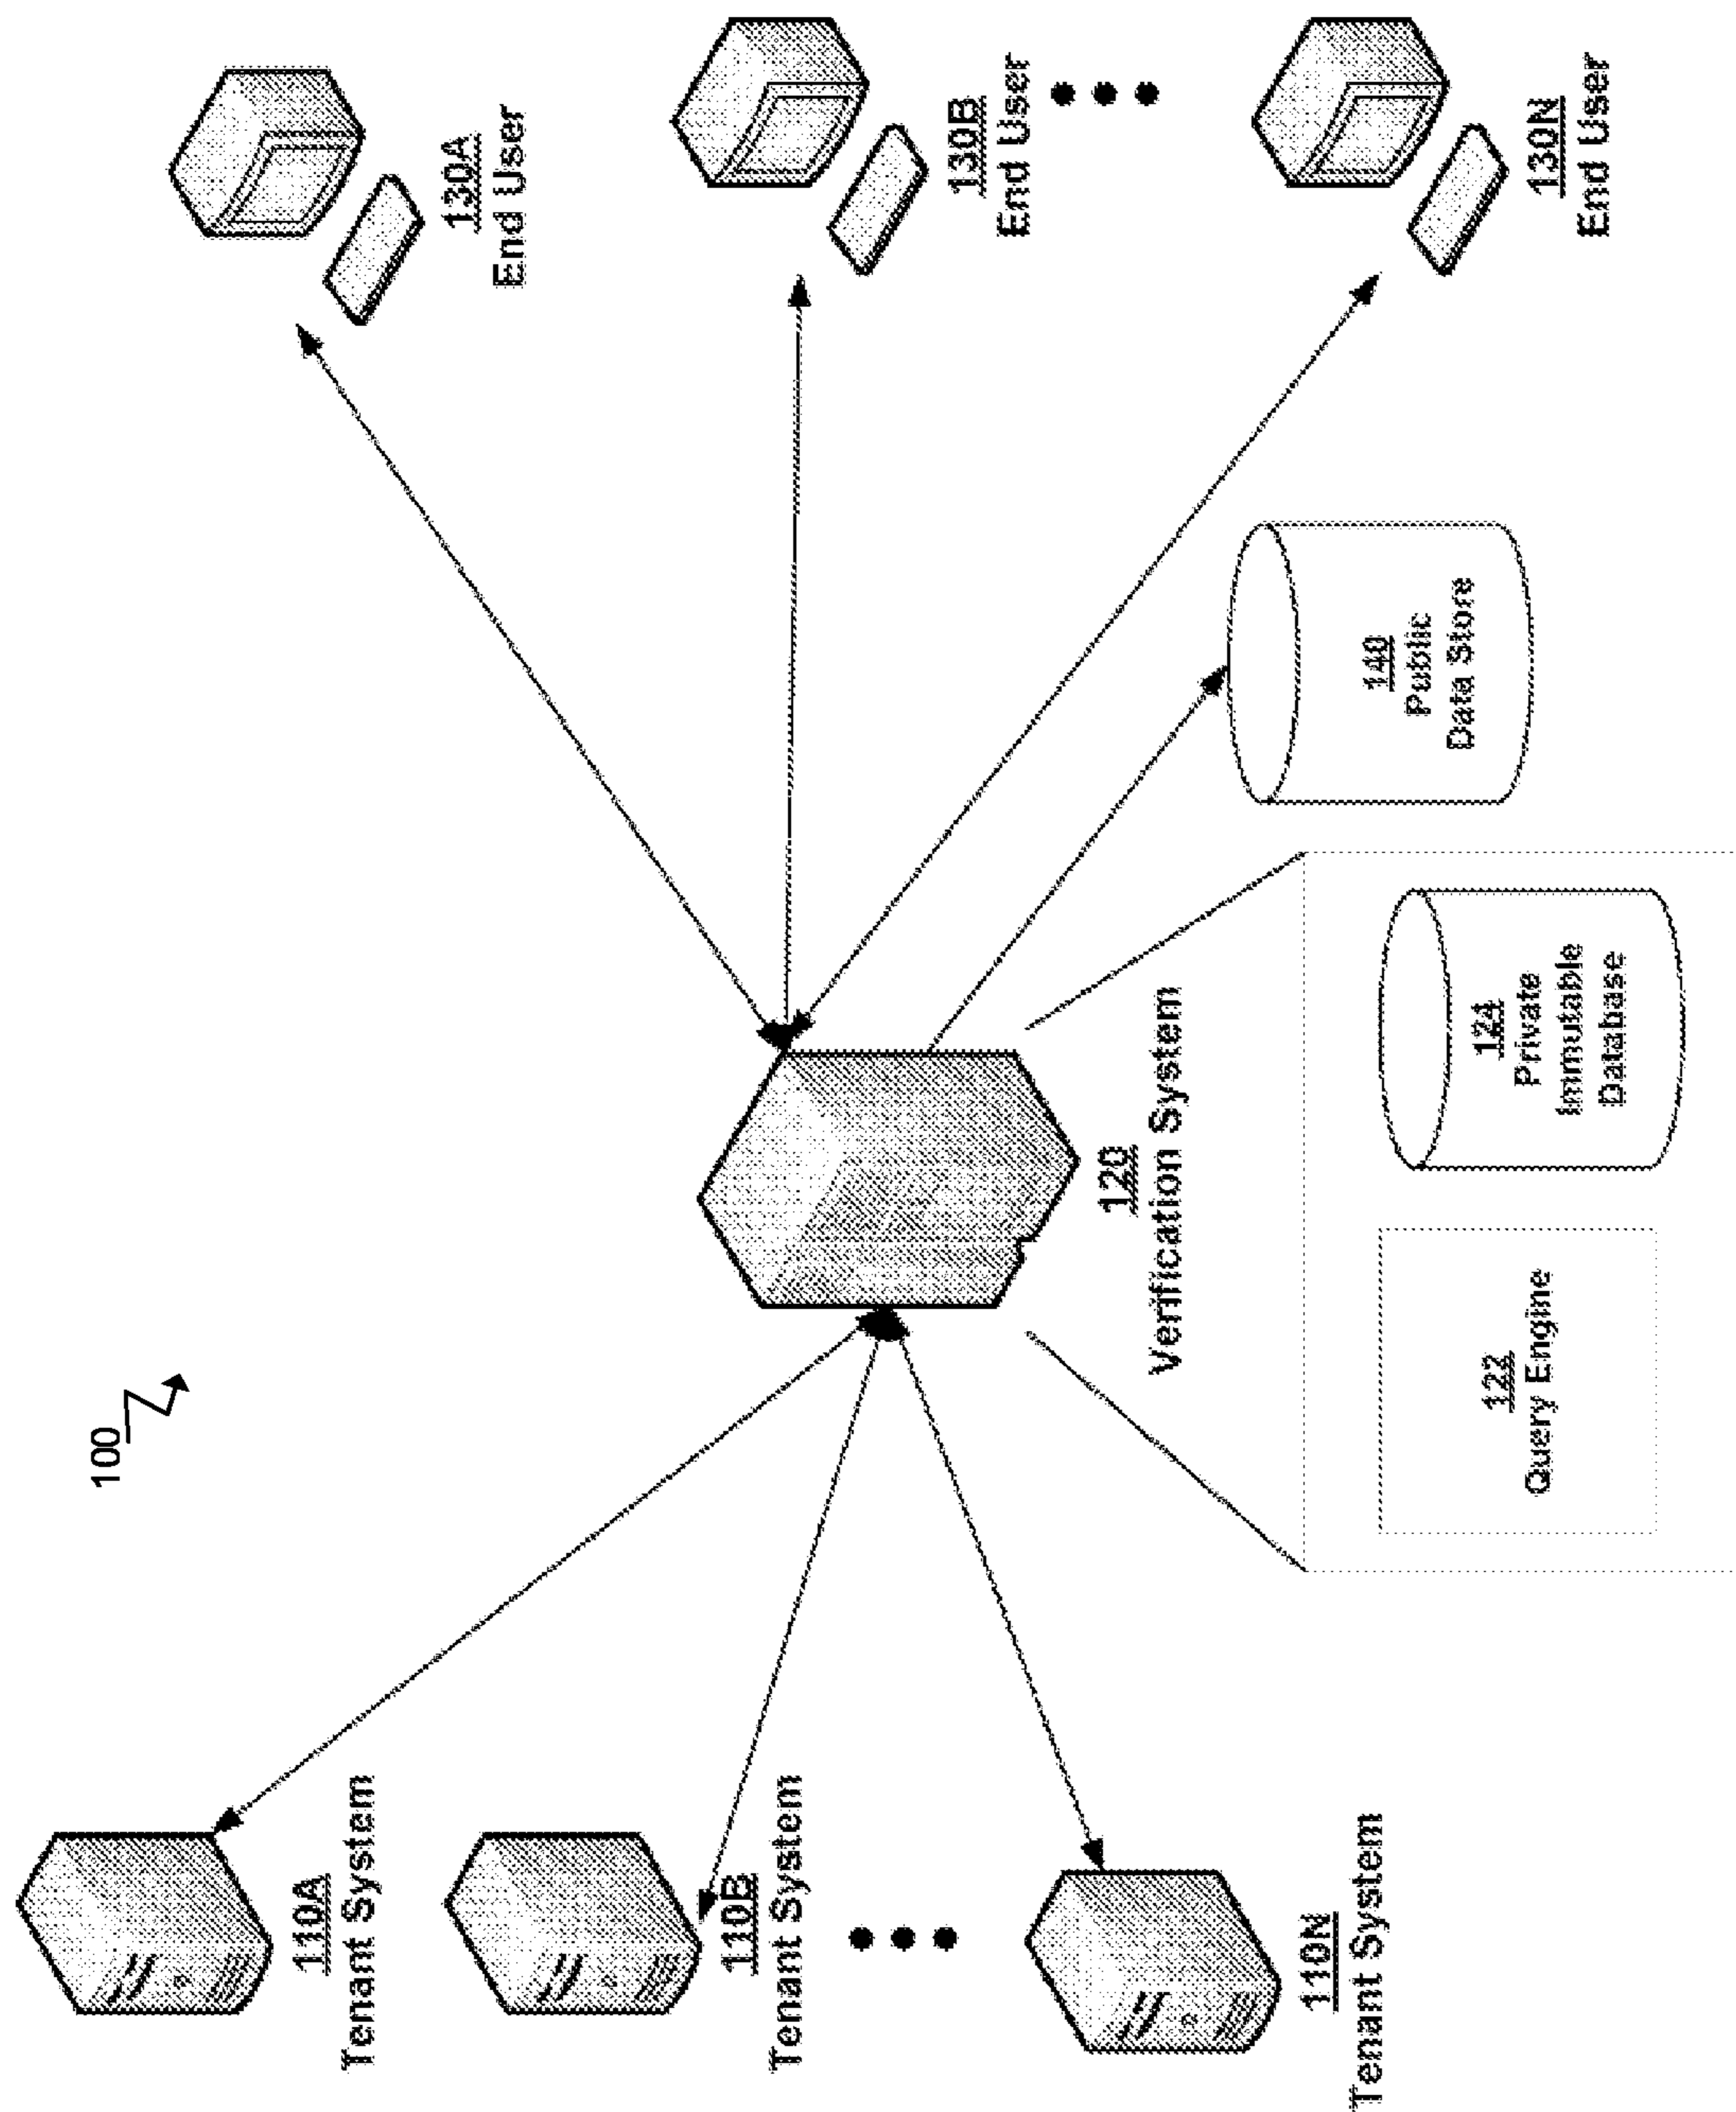 100
110A
Tenant System
110B
Tenant System
110N
Tenant System
120
Verification System
122
Query Engine
124
Private
Immutable
Database
140
Public
Data Store
130A
End User
130B
End User
130N
End User